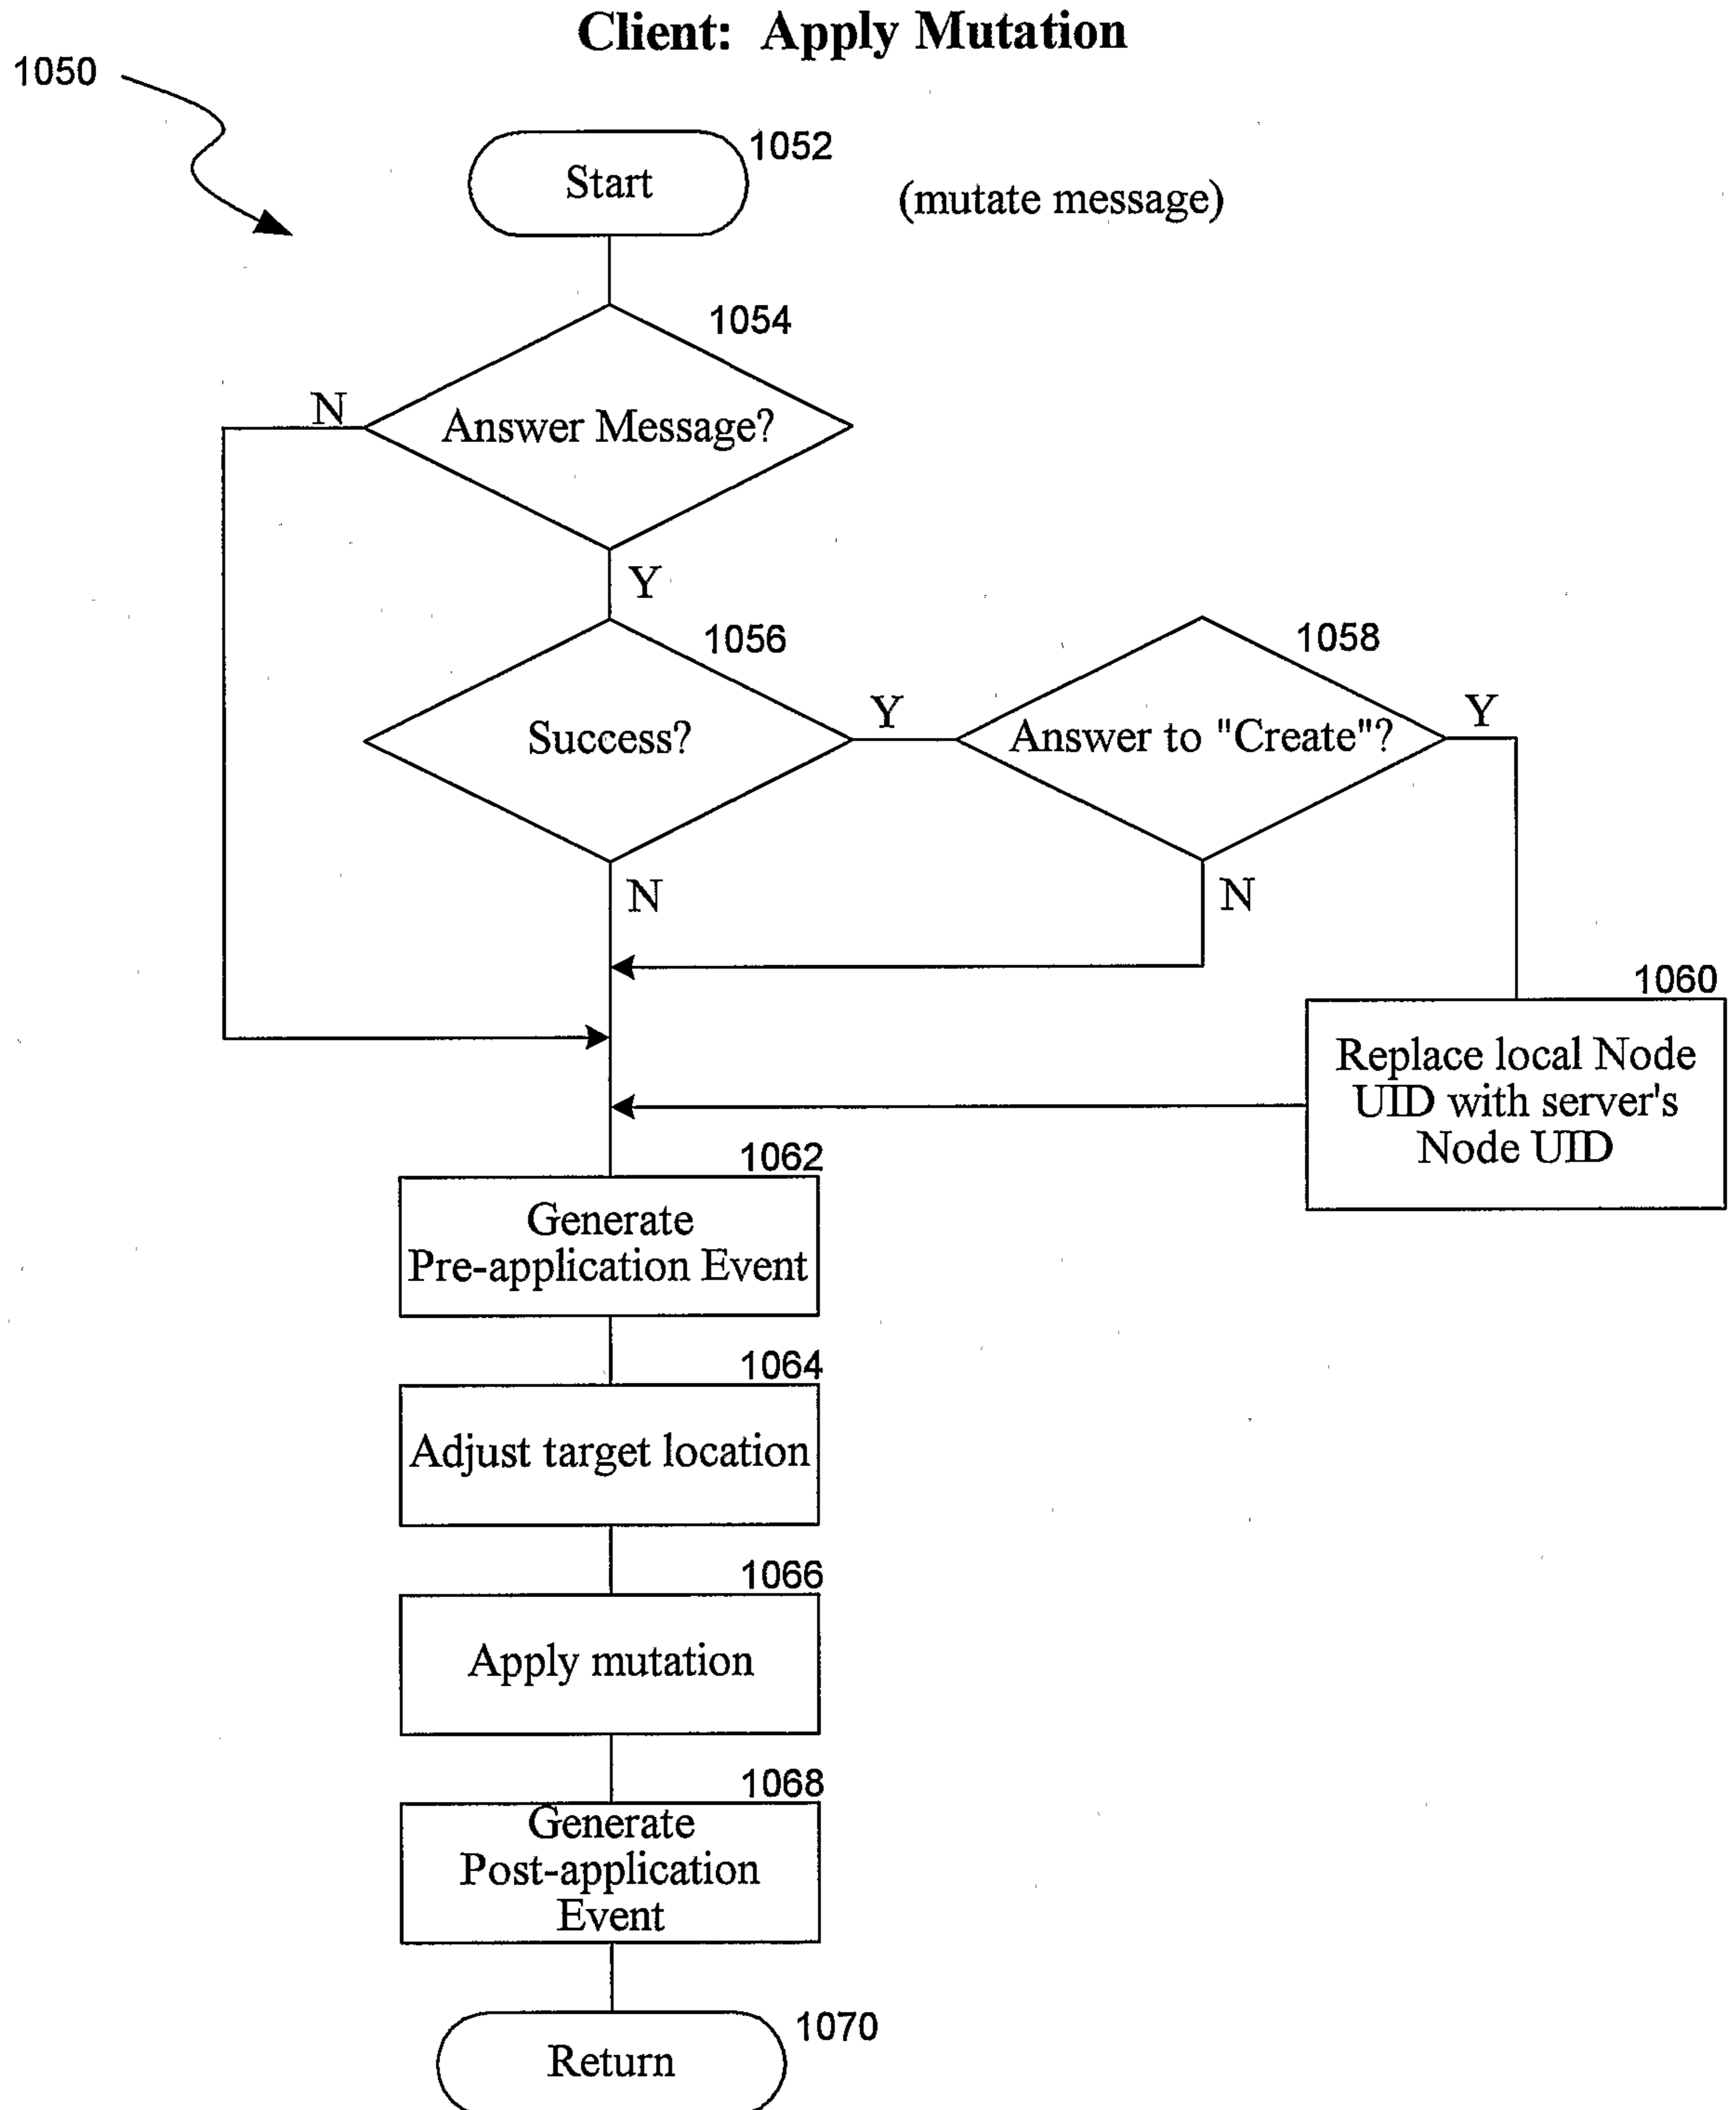 Client: Apply Mutation
1050
1052
Start
(mutate message)
1054
N
Answer Message?
Y
1056
1058
Y
Y
Success?
Answer to "Create"?
N
N
1060
Replace local Node
UID with server's
Node UID
1062
Generate
Pre-application Event
1064
Adjust target location
1066
Apply mutation
1068
Generate
Post-application
Event
1070
Return